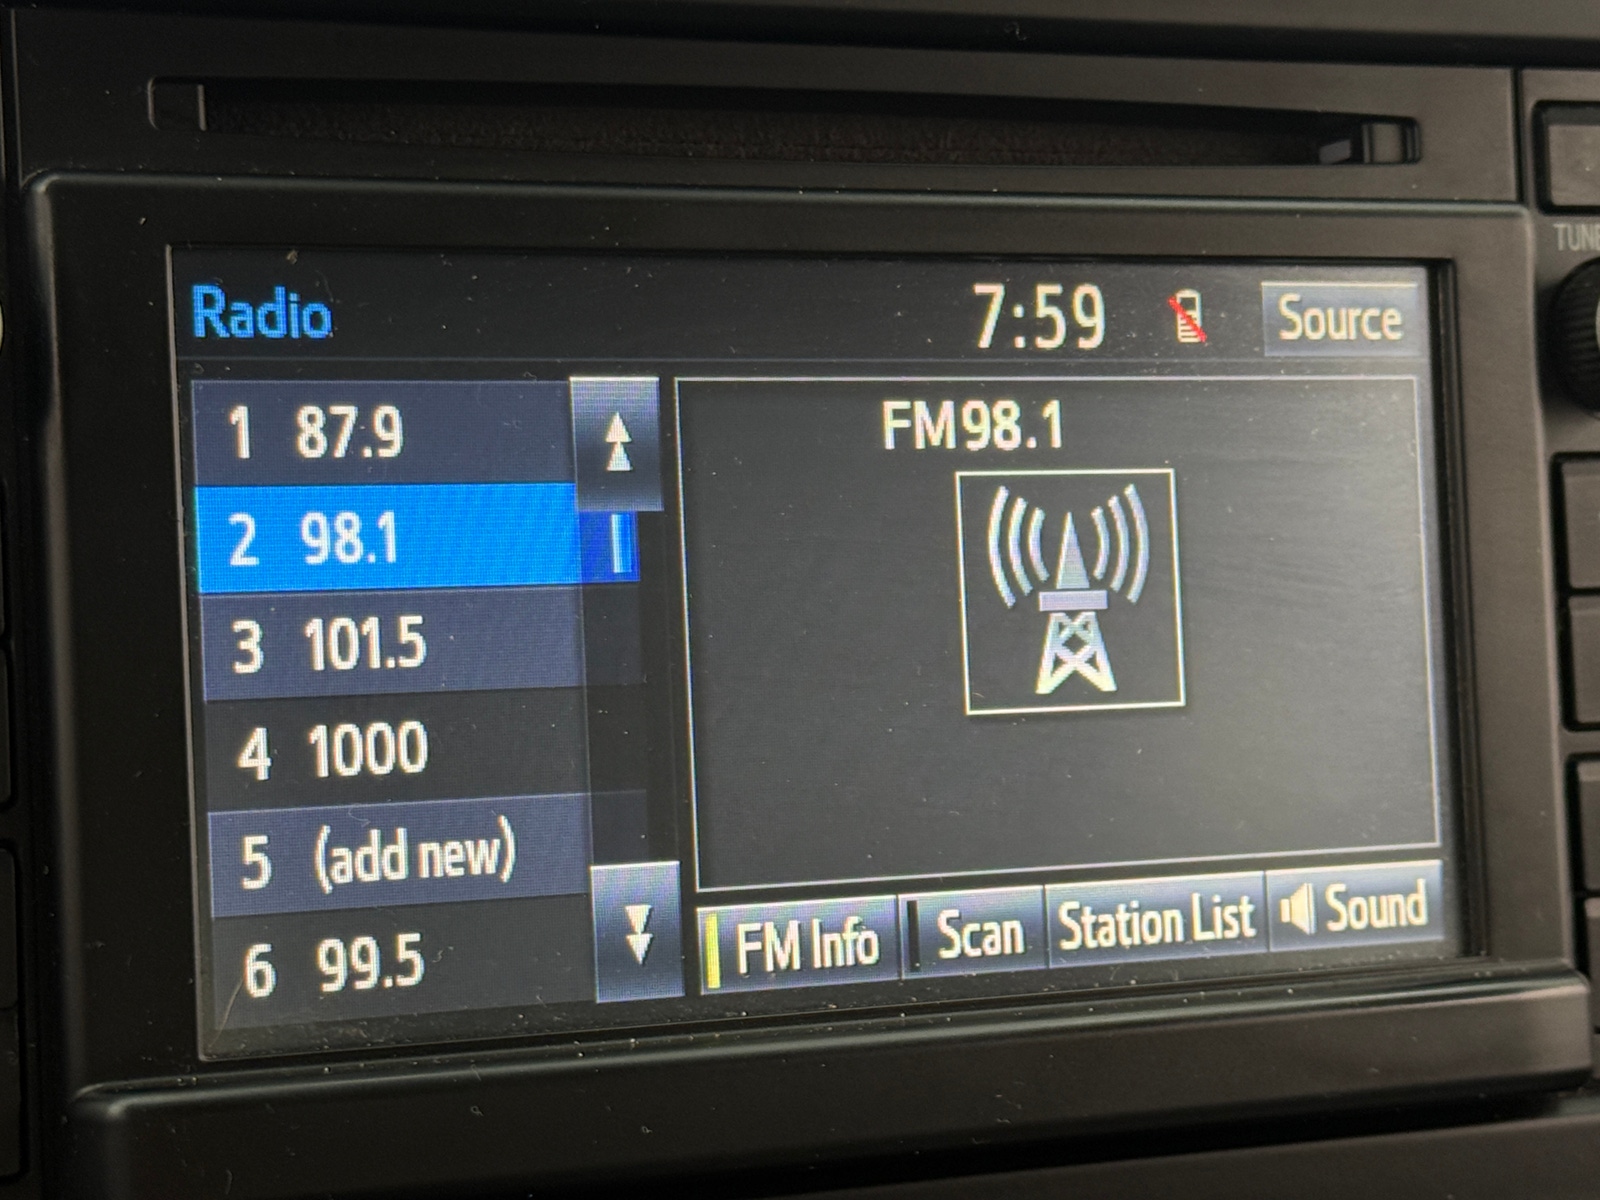 TUNE
Radio 7:59 Source
1 87.9
2 98.1
3 101.5
4 1000
5 (add new)
6 99.5
FM98.1
FM Info Scan Station List Sound